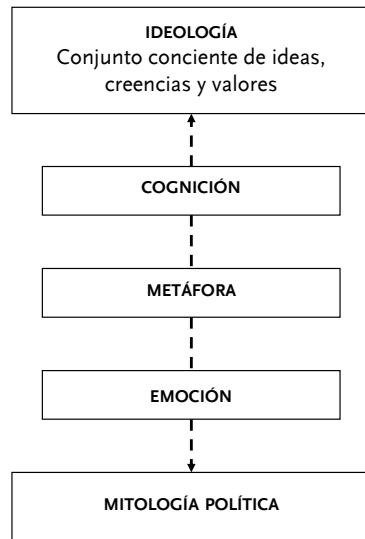 IDEOLOGÍA
Conjunto conciente de ideas,
creencias y valores
COGNICIÓN
METÁFORA
EMOCIÓN
MITOLOGÍA POLÍTICA